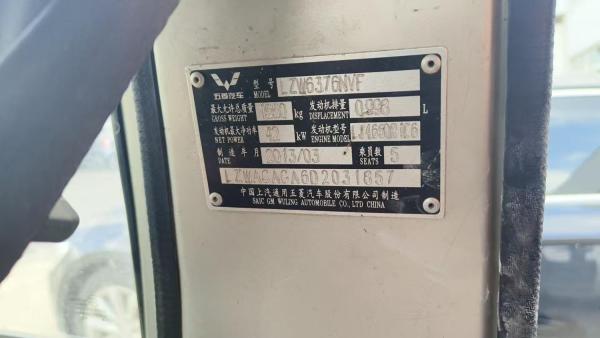 五菱汽车 型号 MODEL LZW6376NVF
最大允许总质量 GROSS WEIGHT kg 发动机排量 DISPLACEMENT 0.998 L
发动机最大净功率 NET POWER 42 kW 发动机型号 ENGINE MODEL
制造年月 DATE 2013/03 乘员数 SEATS 5
LZWACAGA6D2031857
中国上汽通用五菱汽车股份有限公司制造
SAIC GM WULING AUTOMOBILE CO., LTD CHINA